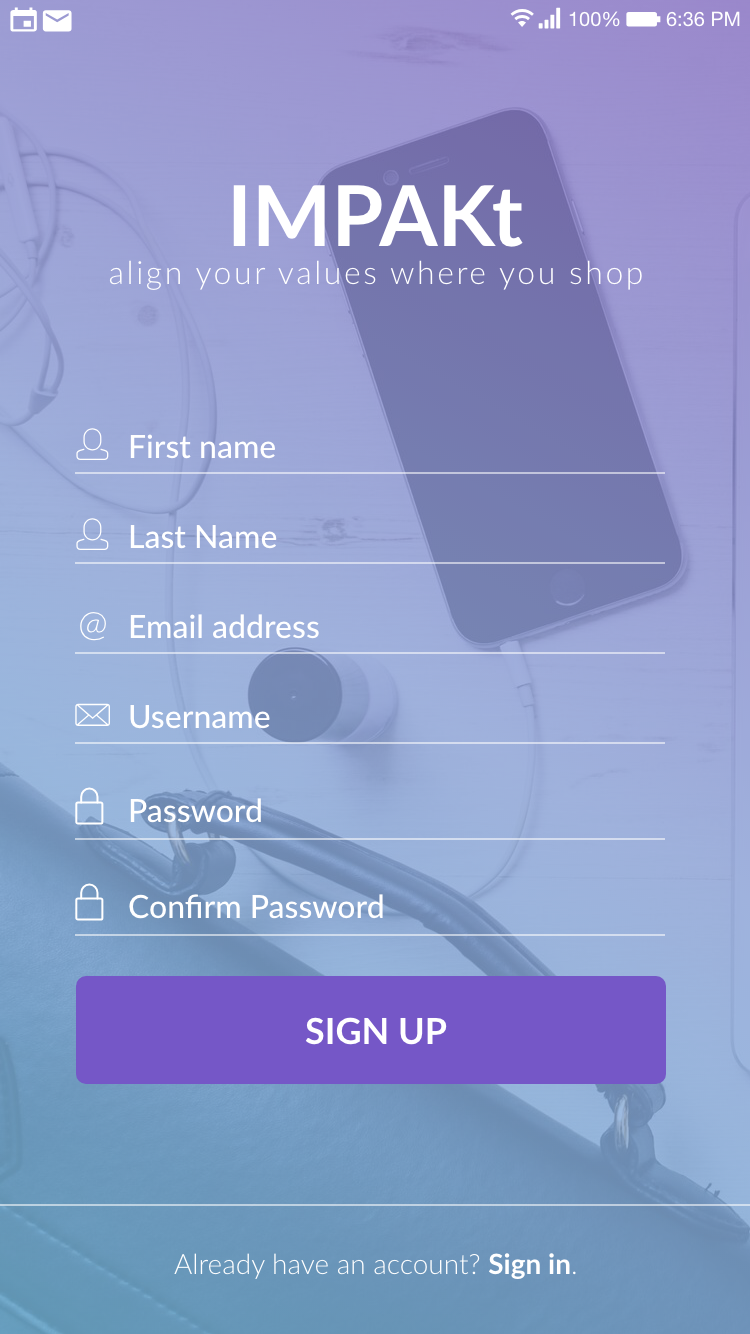 100% 6:36 PM
IMPAKt
align your values where you shop
First name
Last Name
@ Email address
Username
Password
Confirm Password
SIGN UP
Already have an account? Sign in.